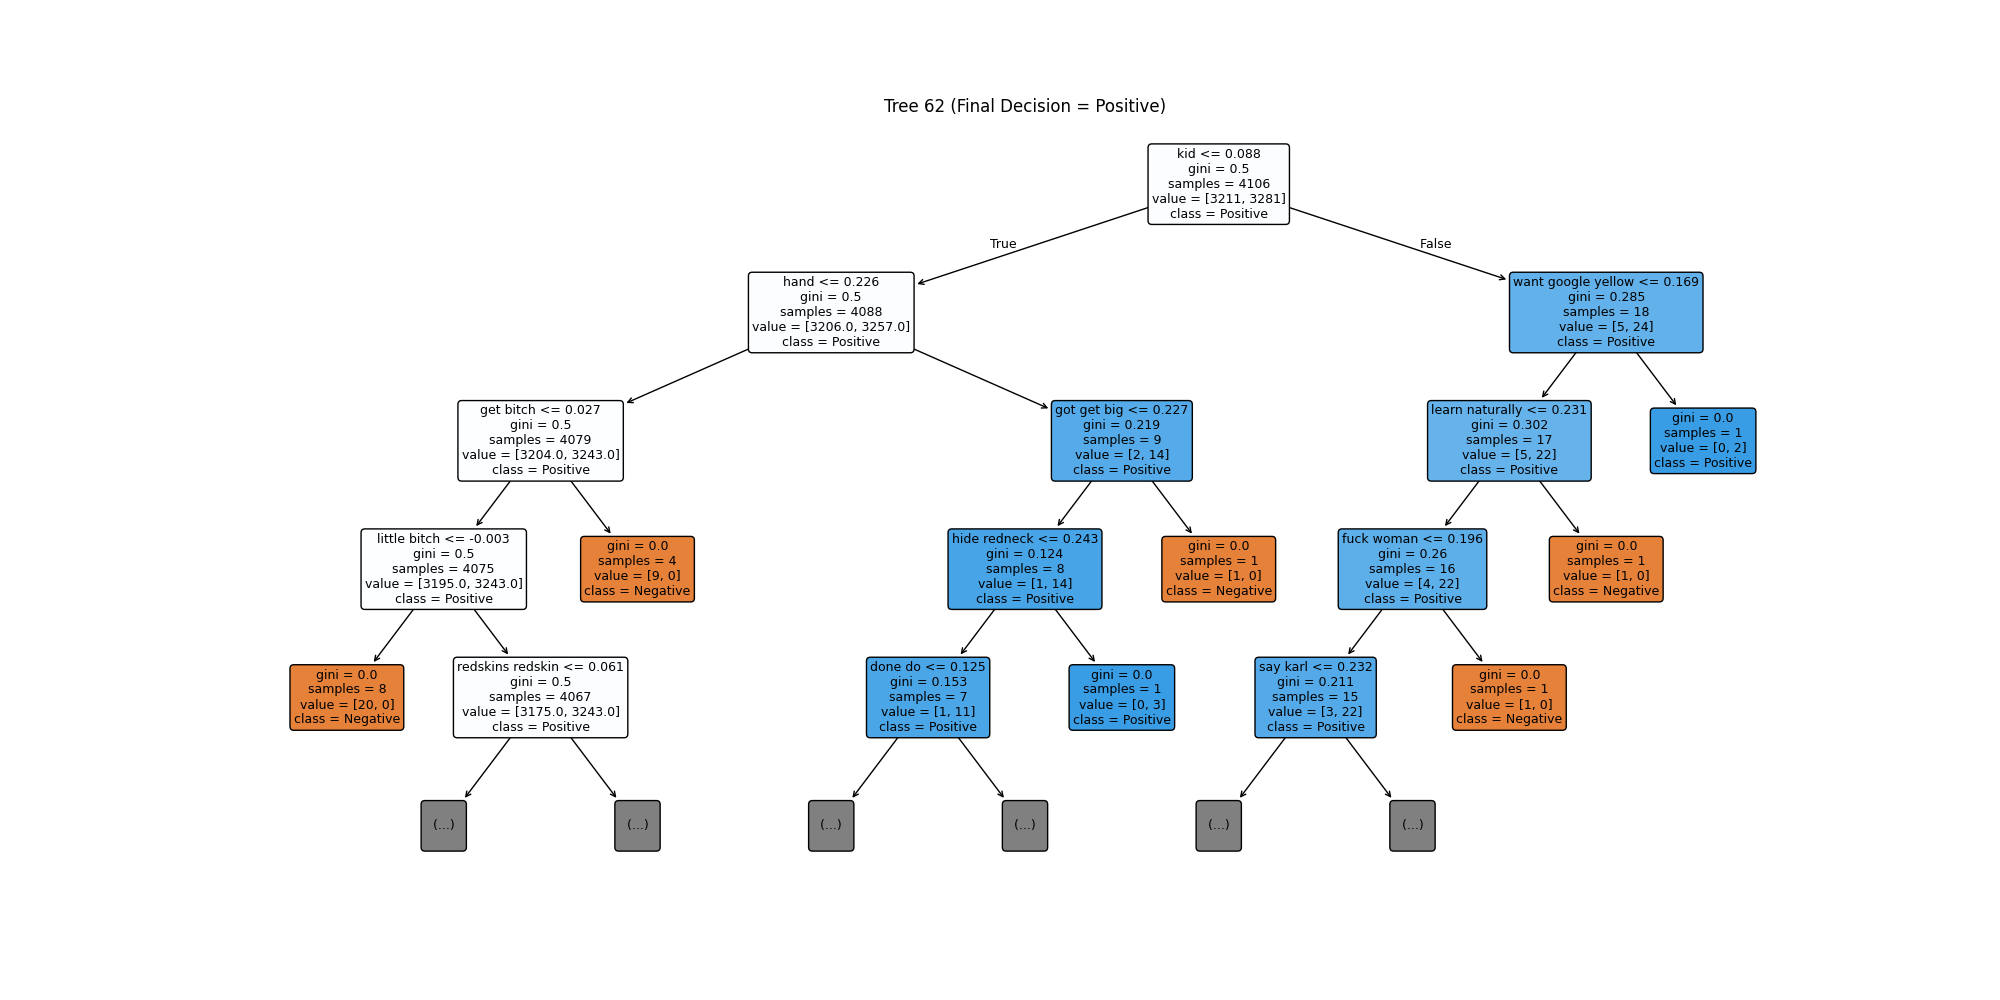 Tree 62 (Final Decision = Positive)
kid <= 0.088
gini = 0.5
samples = 4106
value = [3211, 3281]
class = Positive
True
False
hand <= 0.226
gini = 0.5
samples = 4088
value = [3206.0, 3257.0]
class = Positive
want google yellow <= 0.169
gini = 0.285
samples = 18
value = [5, 24]
class = Positive
get bitch <= 0.027
gini = 0.5
samples = 4079
value = [3204.0, 3243.0]
class = Positive
got get big <= 0.227
gini = 0.219
samples = 9
value = [2, 14]
class = Positive
learn naturally <= 0.231
gini = 0.302
samples = 17
value = [5, 22]
class = Positive
gini = 0.0
samples = 1
value = [0, 2]
class = Positive
little bitch <= -0.003
gini = 0.5
samples = 4075
value = [3195.0, 3243.0]
class = Positive
gini = 0.0
samples = 4
value = [9, 0]
class = Negative
hide redneck <= 0.243
gini = 0.124
samples = 8
value = [1, 14]
class = Positive
gini = 0.0
samples = 1
value = [1, 0]
class = Negative
fuck woman <= 0.196
gini = 0.26
samples = 16
value = [4, 22]
class = Positive
gini = 0.0
samples = 1
value = [1, 0]
class = Negative
gini = 0.0
samples = 8
value = [20, 0]
class = Negative
redskins redskin <= 0.061
gini = 0.5
samples = 4067
value = [3175.0, 3243.0]
class = Positive
done do <= 0.125
gini = 0.153
samples = 7
value = [1, 11]
class = Positive
gini = 0.0
samples = 1
value = [0, 3]
class = Positive
say karl <= 0.232
gini = 0.211
samples = 15
value = [3, 22]
class = Positive
gini = 0.0
samples = 1
value = [1, 0]
class = Negative
(...)
(...)
(...)
(...)
(...)
(...)